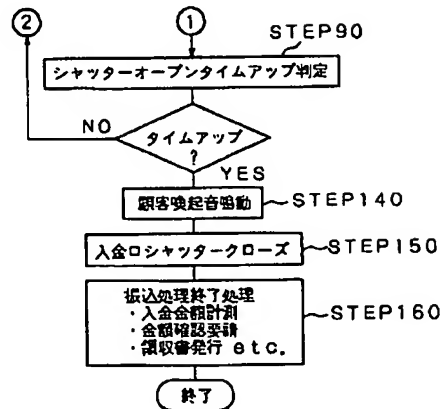 ② ①
STEP90
シャッターオープンタイムアップ判定
NO
タイムアップ
?
YES
顧客喚起音鳴動
STEP140
入金口シャッタークローズ
STEP150
振込処理終了処理
・入金金額計測
・金額確認要請
・領収書発行 etc.
STEP160
終了